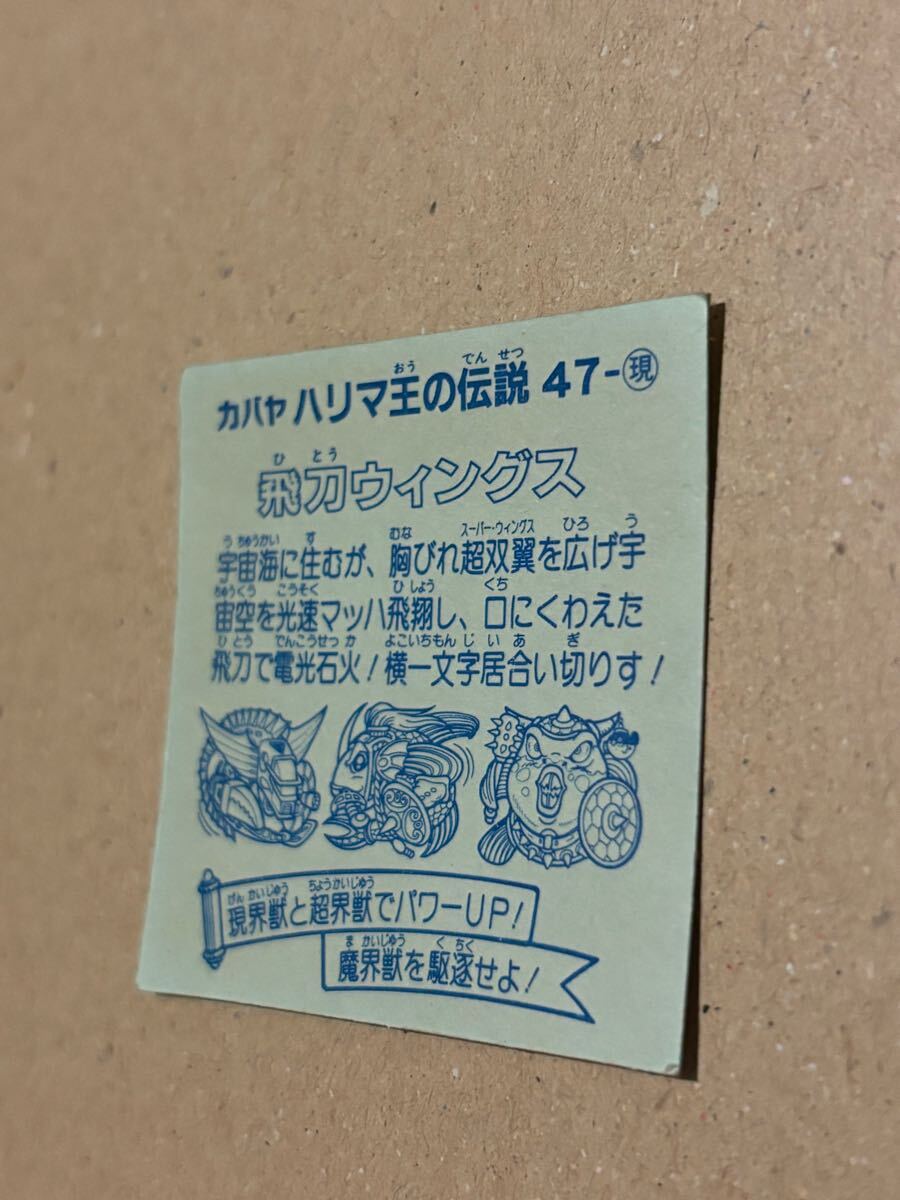 カバヤ ハリマ王の伝説 47-現
飛刀ウィングス
宇宙海に住むが、胸びれ超双翼を広げ宇
宙空を光速マッハ飛翔し、口にくわえた
飛刀で電光石火！横一文字居合い切りす！
現界獣と超界獣でパワーUP！
魔界獣を駆逐せよ！